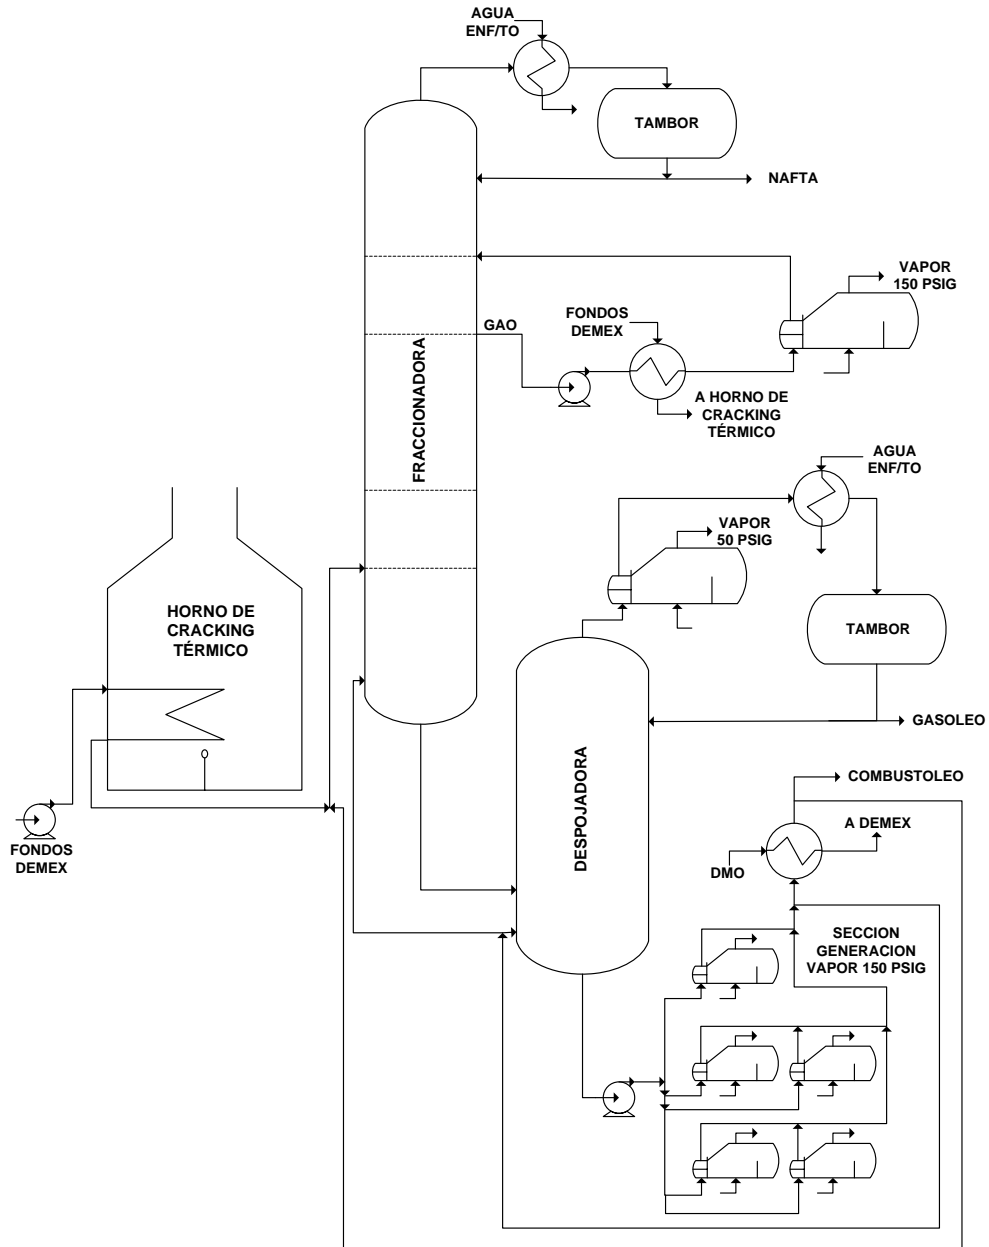 AGUA
ENF/TO
TAMBOR
NAFTA
VAPOR
150 PSIG
FONDOS
DEMEX
GAO
FRACCIONADORA
A HORNO DE
CRACKING
TÉRMICO
AGUA
ENF/TO
VAPOR
50 PSIG
HORNO DE
CRACKING
TÉRMICO
TAMBOR
GASOLEO
DESPOJADORA
COMBUSTOLEO
A DEMEX
DMO
FONDOS
DEMEX
SECCION
GENERACION
VAPOR 150 PSIG